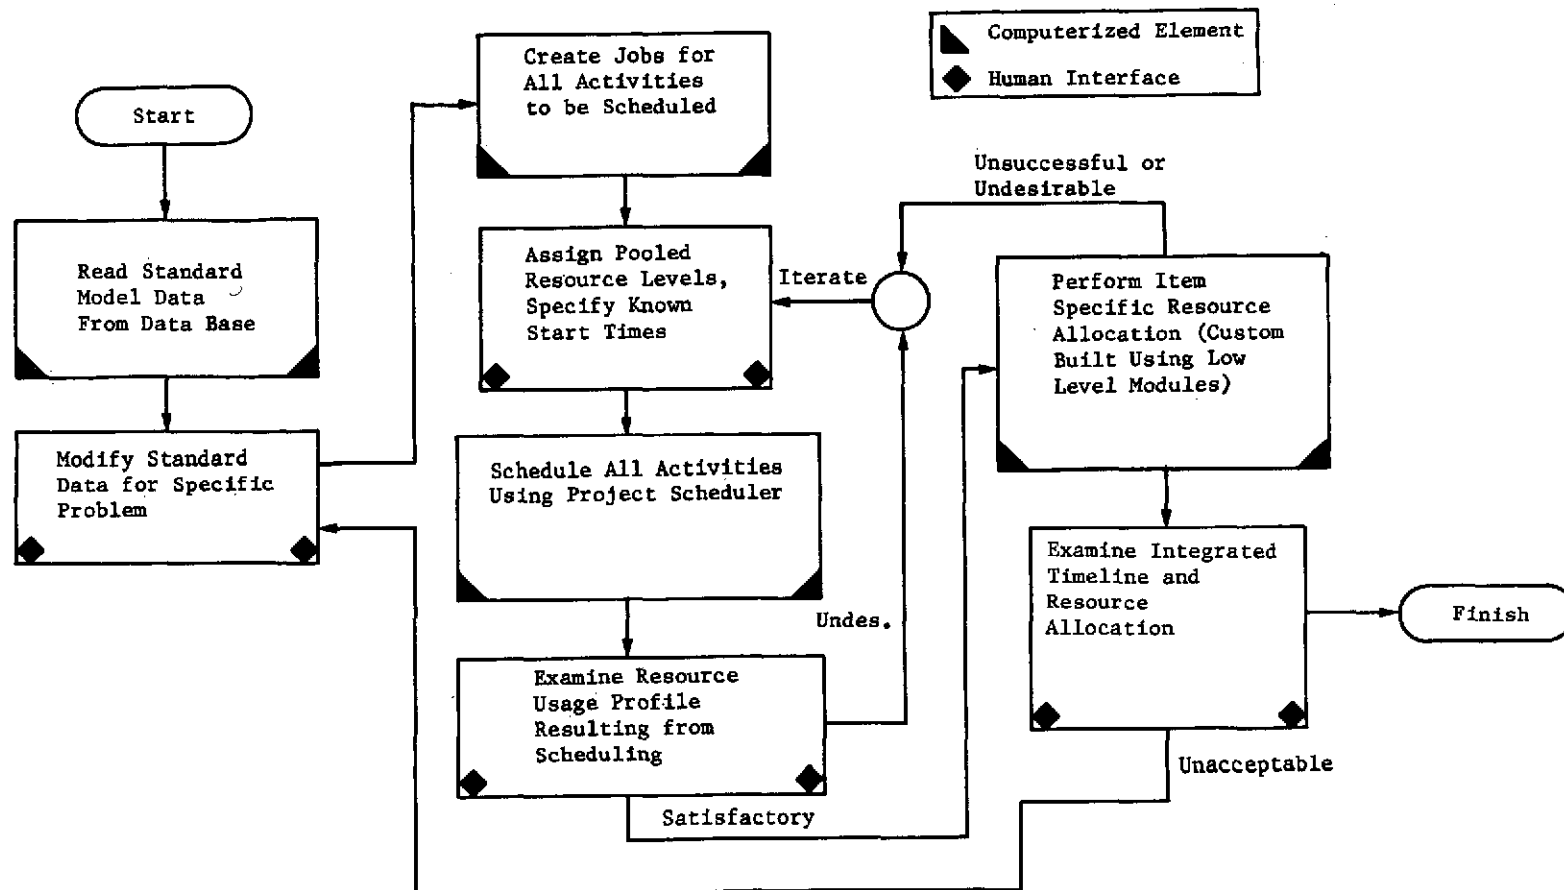 Computerized Element
Human Interface
Start
Read Standard
Model Data
From Data Base
Modify Standard
Data for Specific
Problem
Create Jobs for
All Activities
to be Scheduled
Assign Pooled
Resource Levels,
Specify Known
Start Times
Iterate
Schedule All Activities
Using Project Scheduler
Undes.
Examine Resource
Usage Profile
Resulting from
Scheduling
Satisfactory
Unsuccessful or
Undesirable
Perform Item
Specific Resource
Allocation (Custom
Built Using Low
Level Modules)
Examine Integrated
Timeline and
Resource
Allocation
Finish
Unacceptable